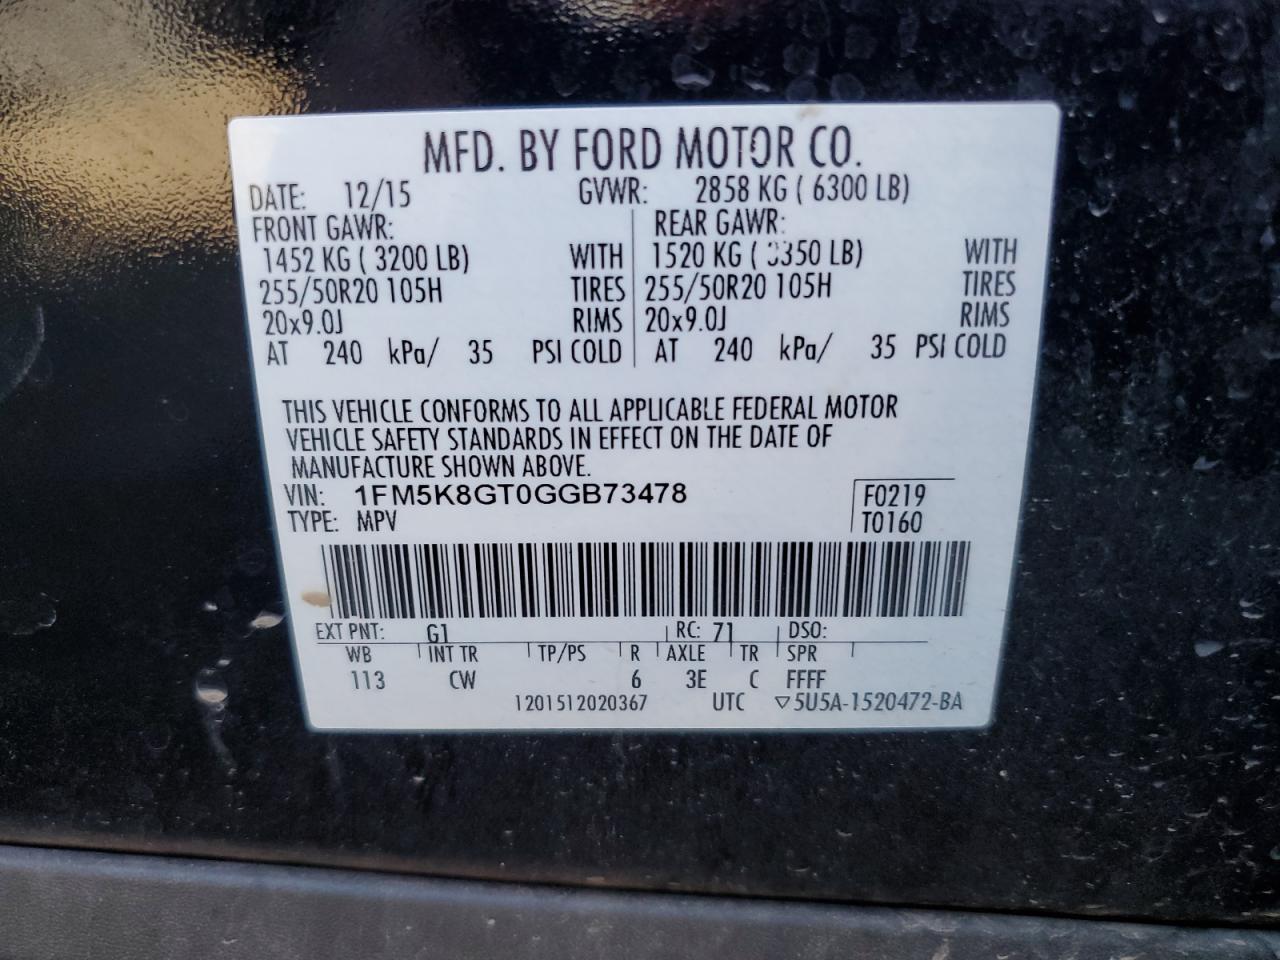 MFD. BY FORD MOTOR CO.
DATE: 12/15 GVWR: 2858 KG ( 6300 LB)
FRONT GAWR: REAR GAWR:
1452 KG ( 3200 LB) WITH 1520 KG ( 3350 LB) WITH
255/50R20 105H TIRES 255/50R20 105H TIRES
20x9.0J RIMS 20x9.0J RIMS
AT 240 kPa/ 35 PSI COLD AT 240 kPa/ 35 PSI COLD
THIS VEHICLE CONFORMS TO ALL APPLICABLE FEDERAL MOTOR
VEHICLE SAFETY STANDARDS IN EFFECT ON THE DATE OF
MANUFACTURE SHOWN ABOVE.
VIN: 1FM5K8GT0GGB73478 F0219
TYPE: MPV T0160
EXT PNT: G1 RC: 71 DSO:
WB INT TR TP/PS R AXLE TR SPR
113 CW 6 3E C FFFF
1201512020367 UTC ▽5U5A-1520472-BA